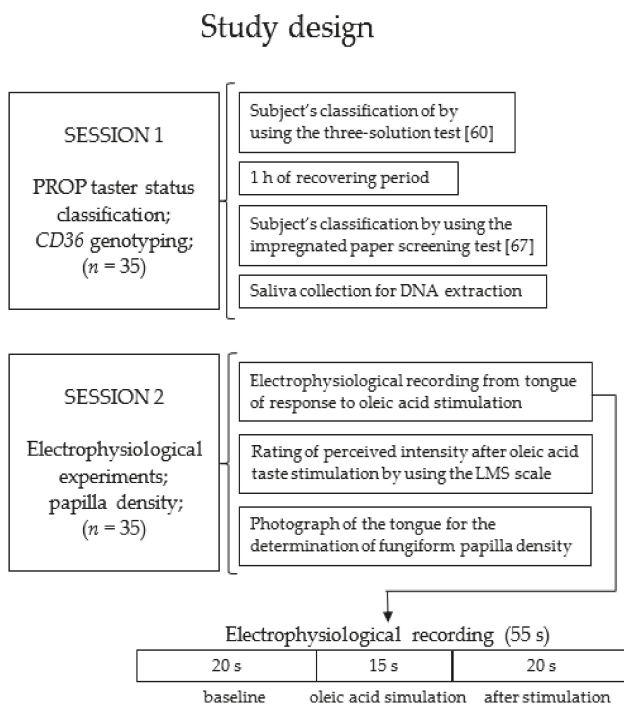 Study design
SESSION 1
PROP taster status
classification;
CD36 genotyping;
(n = 35)
Subject's classification of by
using the three-solution test [60]
1 h of recovering period
Subject's classification by using the
impregnated paper screening test [67]
Saliva collection for DNA extraction
SESSION 2
Electrophysiological
experiments;
papilla density;
(n = 35)
Electrophysiological recording from tongue
of response to oleic acid stimulation
Rating of perceived intensity after oleic acid
taste stimulation by using the LMS scale
Photograph of the tongue for the
determination of fungiform papilla density
Electrophysiological recording (55 s)
20 s 15 s 20 s
baseline oleic acid simulation after stimulation